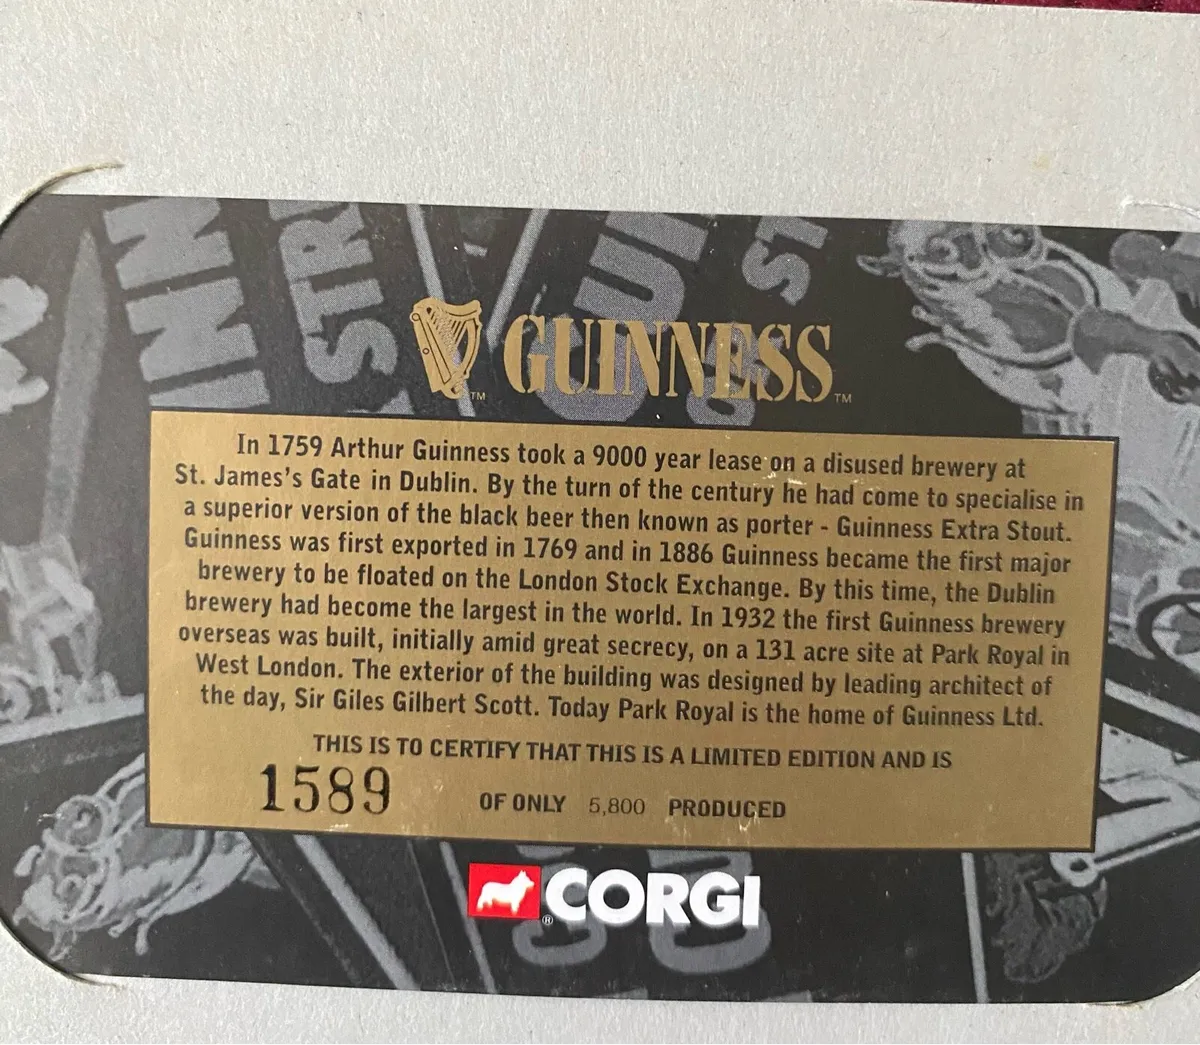 INN
STR
GUI
ST
GUINNESS
TM
TM
In 1759 Arthur Guinness took a 9000 year lease on a disused brewery at
St. James's Gate in Dublin. By the turn of the century he had come to specialise in
a superior version of the black beer then known as porter - Guinness Extra Stout.
Guinness was first exported in 1769 and in 1886 Guinness became the first major
brewery to be floated on the London Stock Exchange. By this time, the Dublin
brewery had become the largest in the world. In 1932 the first Guinness brewery
overseas was built, initially amid great secrecy, on a 131 acre site at Park Royal in
West London. The exterior of the building was designed by leading architect of
the day, Sir Giles Gilbert Scott. Today Park Royal is the home of Guinness Ltd.
THIS IS TO CERTIFY THAT THIS IS A LIMITED EDITION AND IS
1589 OF ONLY 5,800 PRODUCED
CORGI
®